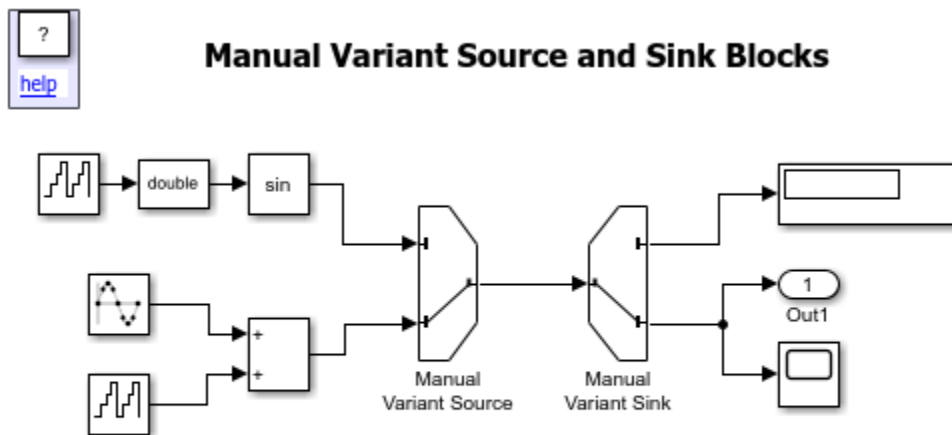 ?
help
Manual Variant Source and Sink Blocks
double
sin
+
+
Manual
Variant Source
Manual
Variant Sink
1
Out1